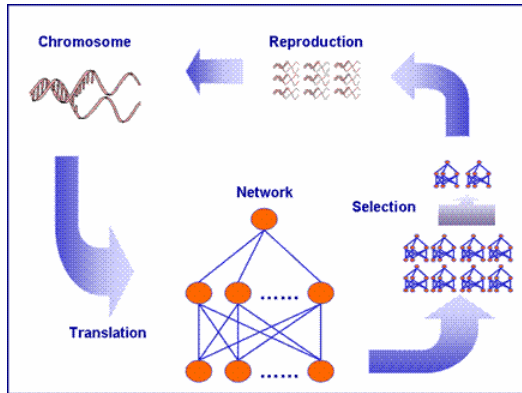 Chromosome
Reproduction
Network
Selection
Translation
......
......